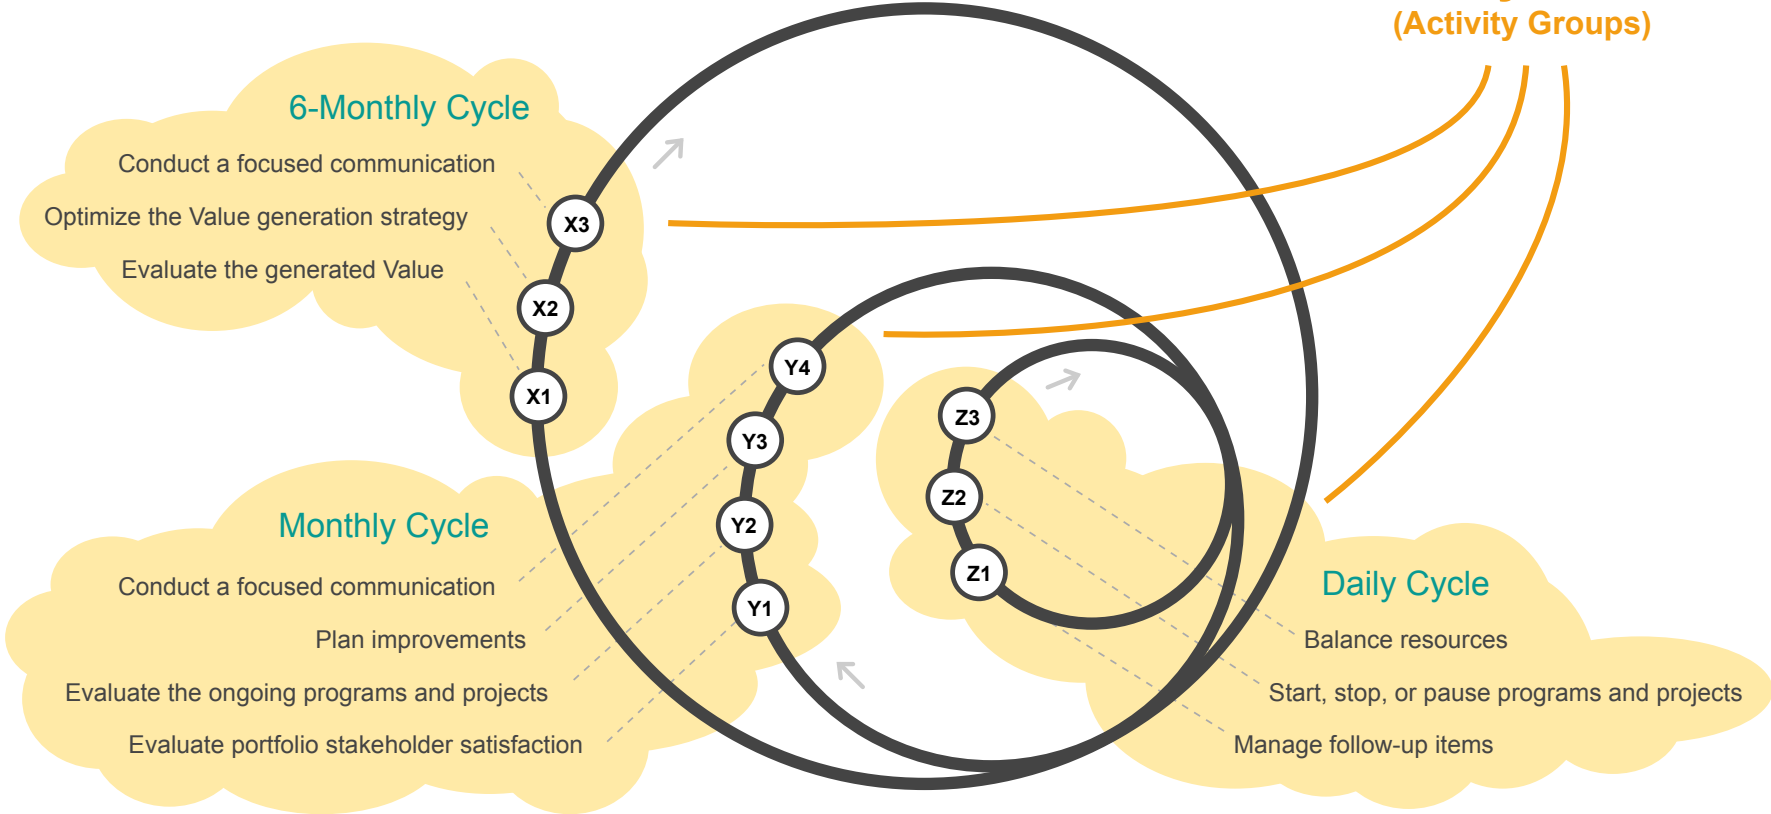 (Activity Groups)
6-Monthly Cycle
Conduct a focused communication
Optimize the Value generation strategy
Evaluate the generated Value
X3
X2
X1
Y4
Y3
Y2
Y1
Z3
Z2
Z1
Monthly Cycle
Conduct a focused communication
Plan improvements
Evaluate the ongoing programs and projects
Evaluate portfolio stakeholder satisfaction
Daily Cycle
Balance resources
Start, stop, or pause programs and projects
Manage follow-up items